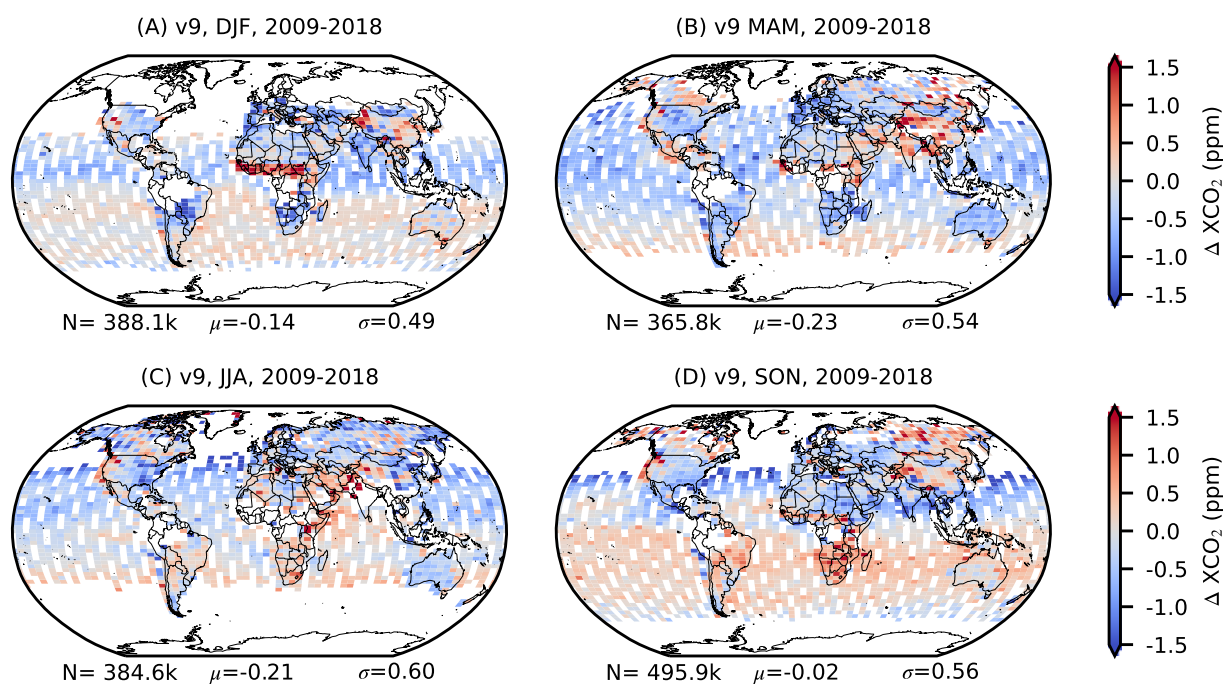 (A) v9, DJF, 2009-2018
(B) v9 MAM, 2009-2018
N= 388.1k μ=-0.14 σ=0.49
N= 365.8k μ=-0.23 σ=0.54
1.5
1.0
0.5
0.0
-0.5
-1.0
-1.5
Δ XCO₂ (ppm)
(C) v9, JJA, 2009-2018
(D) v9, SON, 2009-2018
N= 384.6k μ=-0.21 σ=0.60
N= 495.9k μ=-0.02 σ=0.56
1.5
1.0
0.5
0.0
-0.5
-1.0
-1.5
Δ XCO₂ (ppm)